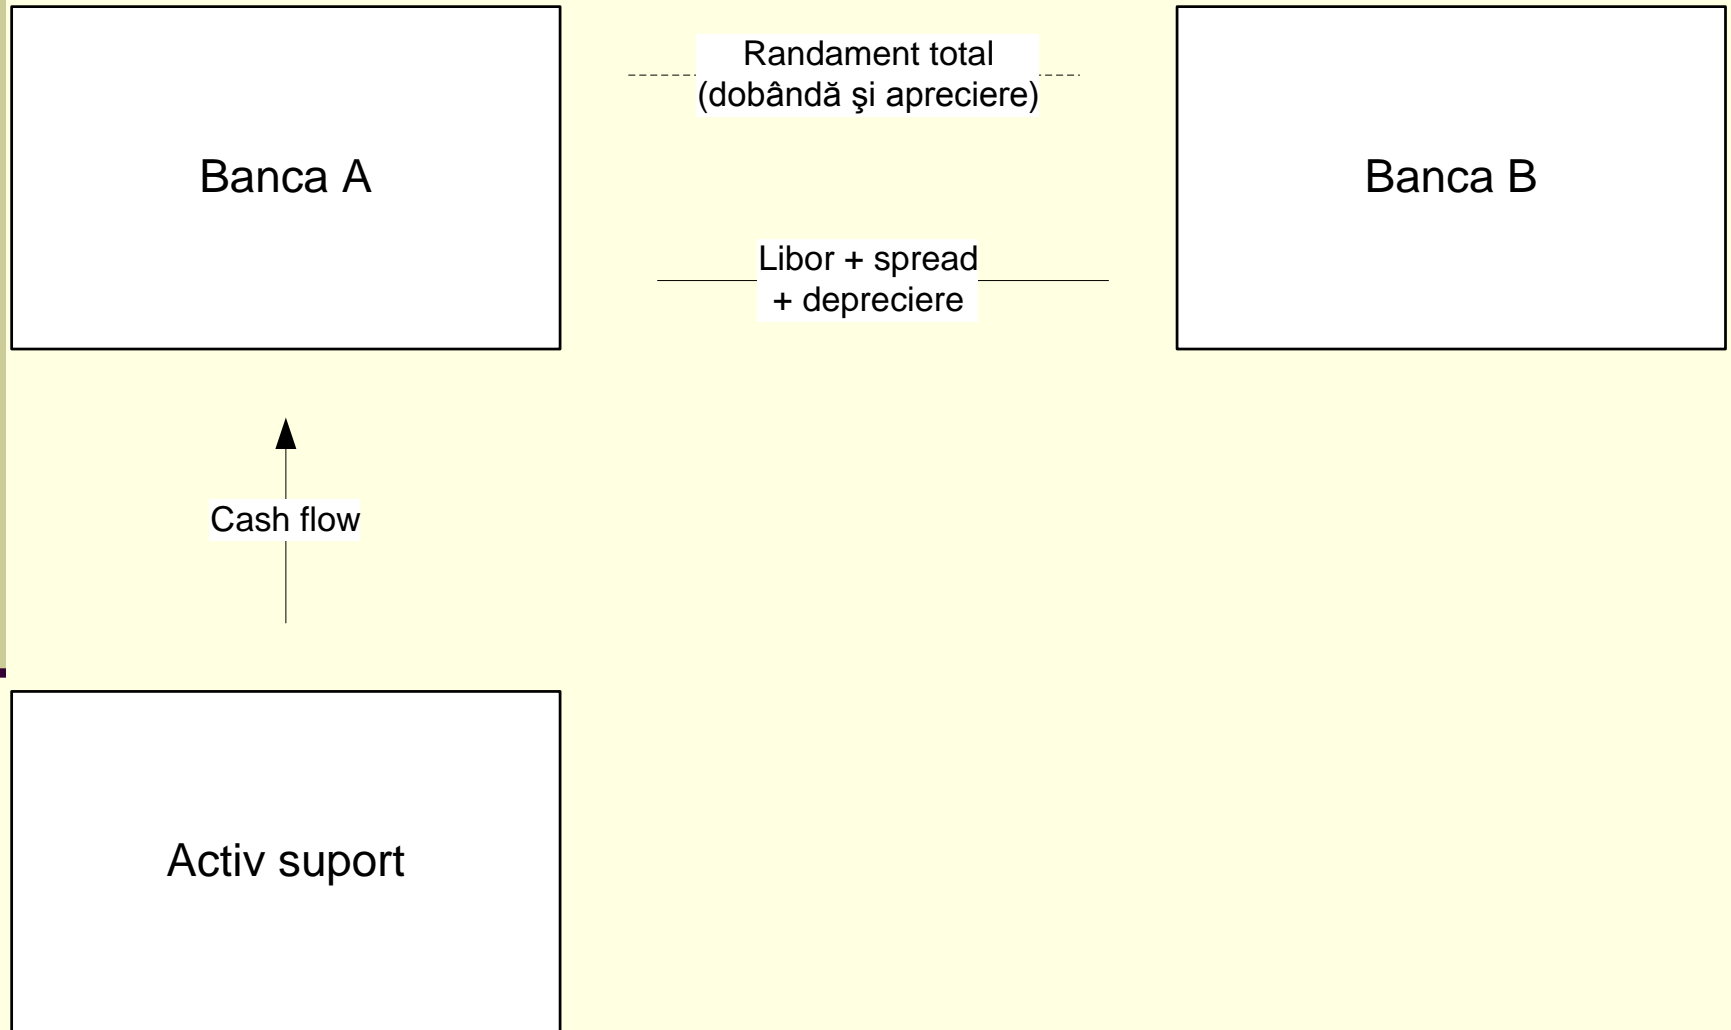 Randament total
(dobândă şi apreciere)
Banca A
Banca B
Libor + spread
+ depreciere
Cash flow
Activ suport